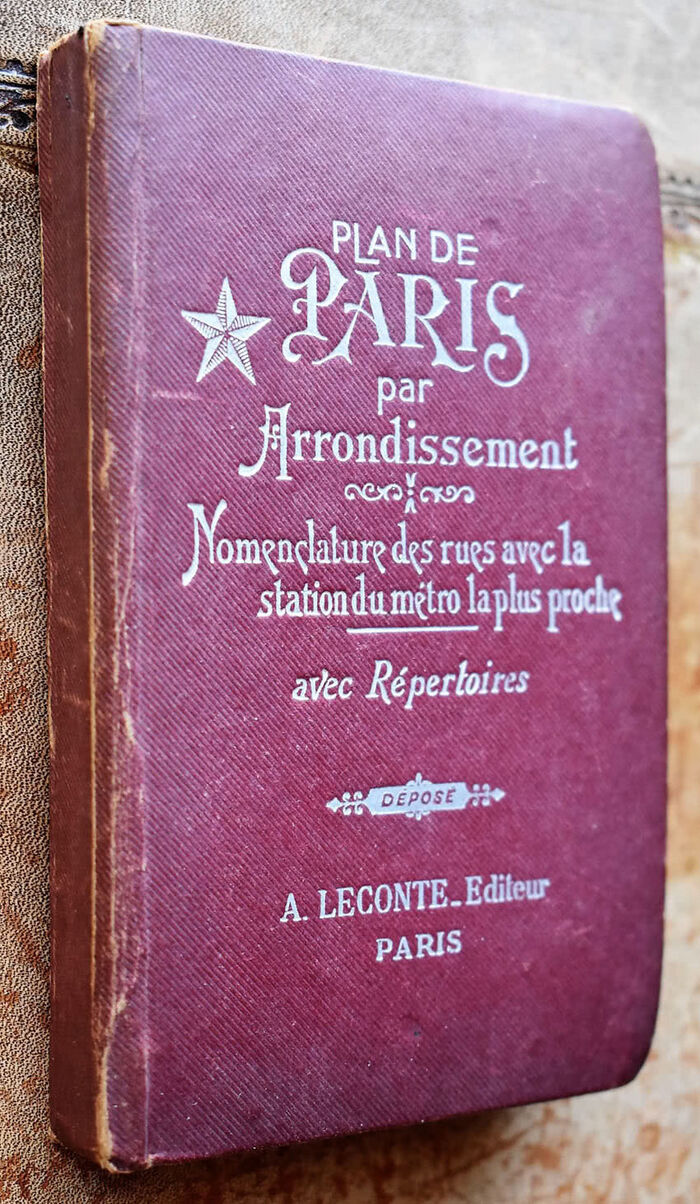 PLAN DE
PARIS
par
Arrondissement
Nomenclature des rues avec la
station du métro la plus proche
avec Répertoires
DÉPOSÉ
A. LECONTE_Editeur
PARIS